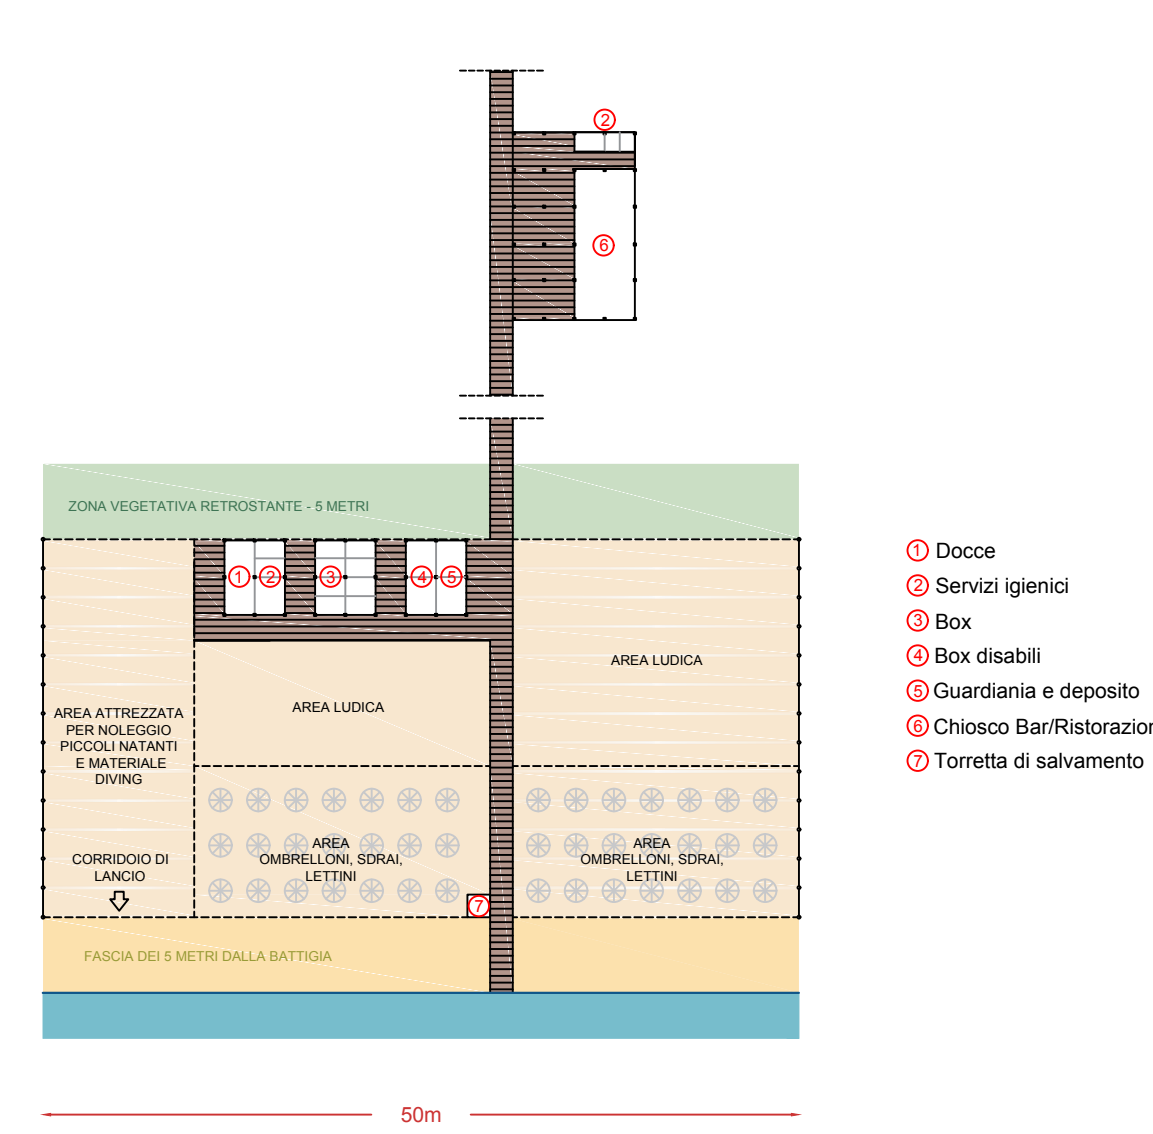 2
6
ZONA VEGETATIVA RETROSTANTE - 5 METRI
1 2 3 4 5
AREA LUDICA
AREA LUDICA
AREA ATTREZZATA
PER NOLEGGIO
PICCOLI NATANTI
E MATERIALE
DIVING
CORRIDOIO DI
LANCIO
AREA
OMBRELLONI, SDRAI,
LETTINI
7
AREA
OMBRELLONI, SDRAI,
LETTINI
FASCIA DEI 5 METRI DALLA BATTIGIA
50m
1 Docce
2 Servizi igienici
3 Box
4 Box disabili
5 Guardiania e deposito
6 Chiosco Bar/Ristorazior
7 Torretta di salvamento